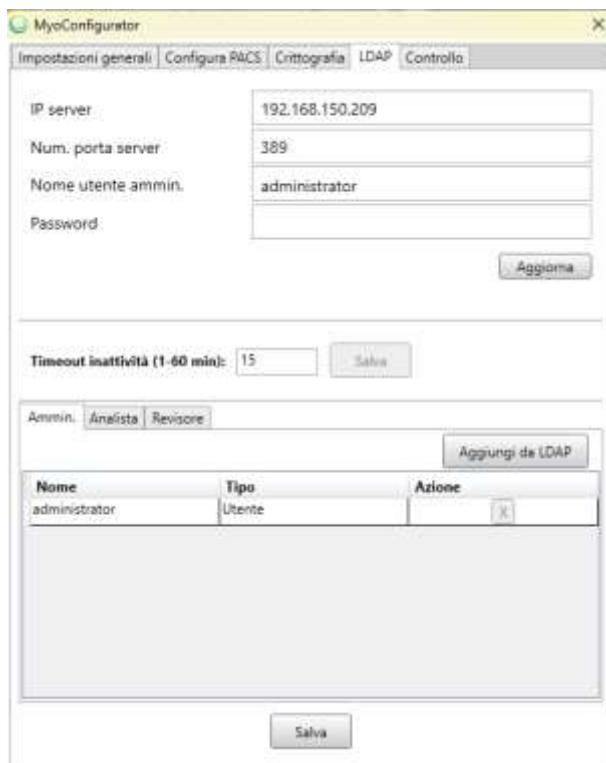 MyoConfigurator
Impostazioni generali Configura PACS Crittografia LDAP Controllo
IP server 192.168.150.209
Num. porta server 389
Nome utente ammin. administrator
Password
Aggiorna
Timeout inattività (1-60 min): 15 Salva
Ammin. Analista Revisore
Aggiungi da LDAP
Nome Tipo Azione
administrator Utente X
Salva